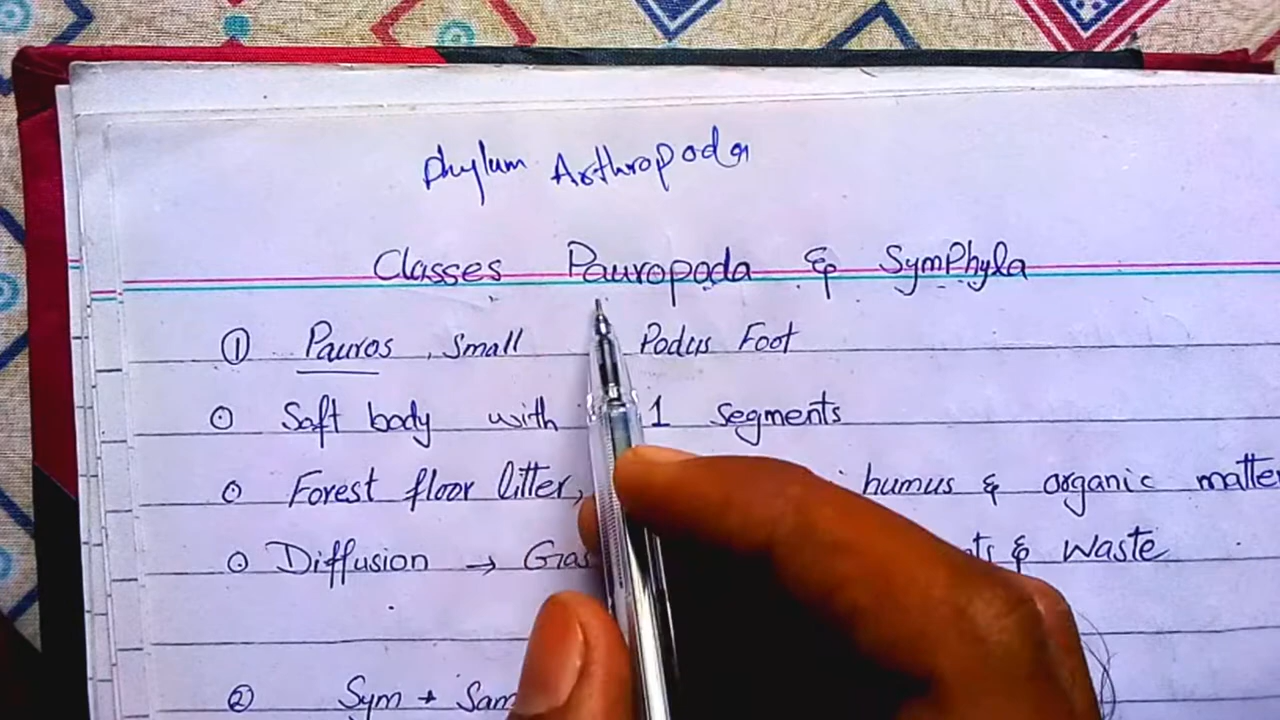 Phylum Arthropoda
Classes Pauropoda & Symphyla
① Pauros, Small Podus Foot
Soft body with 1 segments
Forest floor litter, humus & organic matter
Diffusion → Gas & Waste
② Sym + Sam